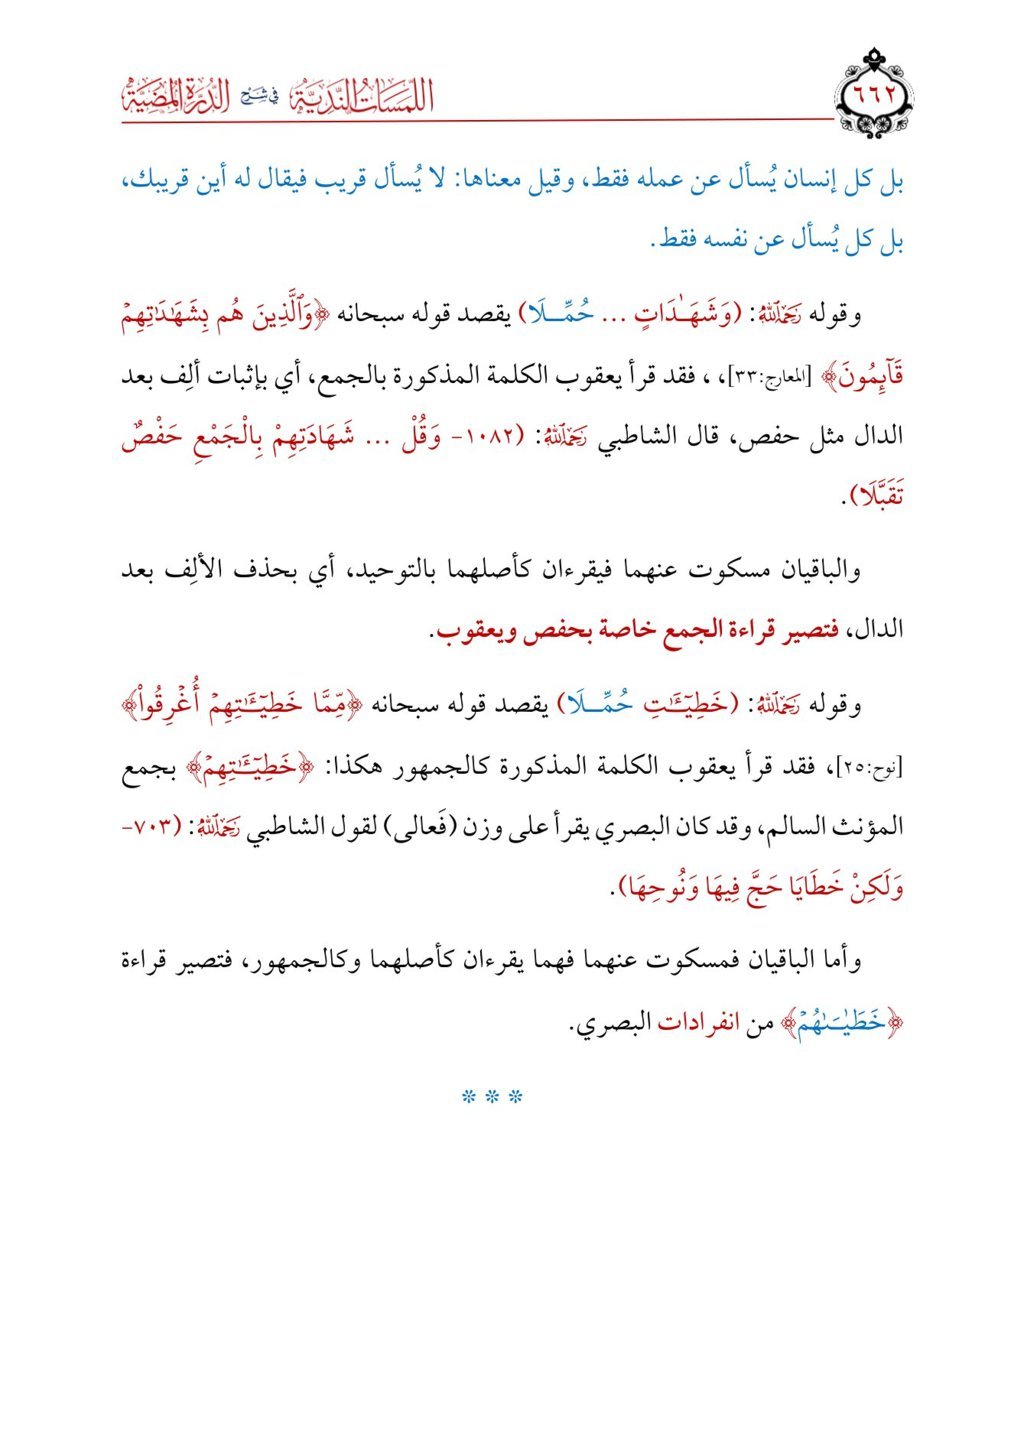 ٦٦٢
اللمسات الندية في شرح الدرة المضية
بل كل إنسان يُسأل عن عمله فقط، وقيل معناها: لا يُسأل قريب فيقال له أين قريبك،
بل كل يُسأل عن نفسه فقط.
وقوله رَحِمَهُ ٱللَّهُ: (وَشَهَـٰدَاتٍ ... حُمِّـلَا) يقصد قوله سبحانه ﴿وَٱلَّذِينَ هُم بِشَهَٰدَٰتِهِمۡ
قَآئِمُونَ﴾ [المعارج:٣٣]، ، فقد قرأ يعقوب الكلمة المذكورة بالجمع، أي بإثبات ألِف بعد
الدال مثل حفص، قال الشاطبي رَحِمَهُ ٱللَّهُ: (١٠٨٢- وَقُلْ ... شَهَادَتِهِمْ بِالْجَمْعِ حَفْصٌ
تَقَبَّلَا).
والباقيان مسكوت عنهما فيقرءان كأصلهما بالتوحيد، أي بحذف الألِف بعد
الدال، فتصير قراءة الجمع خاصة بحفص ويعقوب.
وقوله رَحِمَهُ ٱللَّهُ: (خَطِيـَٔـٰتِ حُمِّـلَا) يقصد قوله سبحانه ﴿مِّمَّا خَطِيٓـَٰٔتِهِمۡ أُغۡرِقُواْ﴾
[نوح:٢٥]، فقد قرأ يعقوب الكلمة المذكورة كالجمهور هكذا: ﴿خَطِيٓـَٰٔتِهِمۡ﴾ بجمع
المؤنث السالم، وقد كان البصري يقرأ على وزن (فَعالى) لقول الشاطبي رَحِمَهُ ٱللَّهُ: (٧٠٣-
وَلَكِنْ خَطَايَا حَجَّ فِيهَا وَنُوحِهَا).
وأما الباقيان فمسكوت عنهما فهما يقرءان كأصلهما وكالجمهور، فتصير قراءة
﴿خَطَٰيَـٰهُمۡ﴾ من انفرادات البصري.
* * *